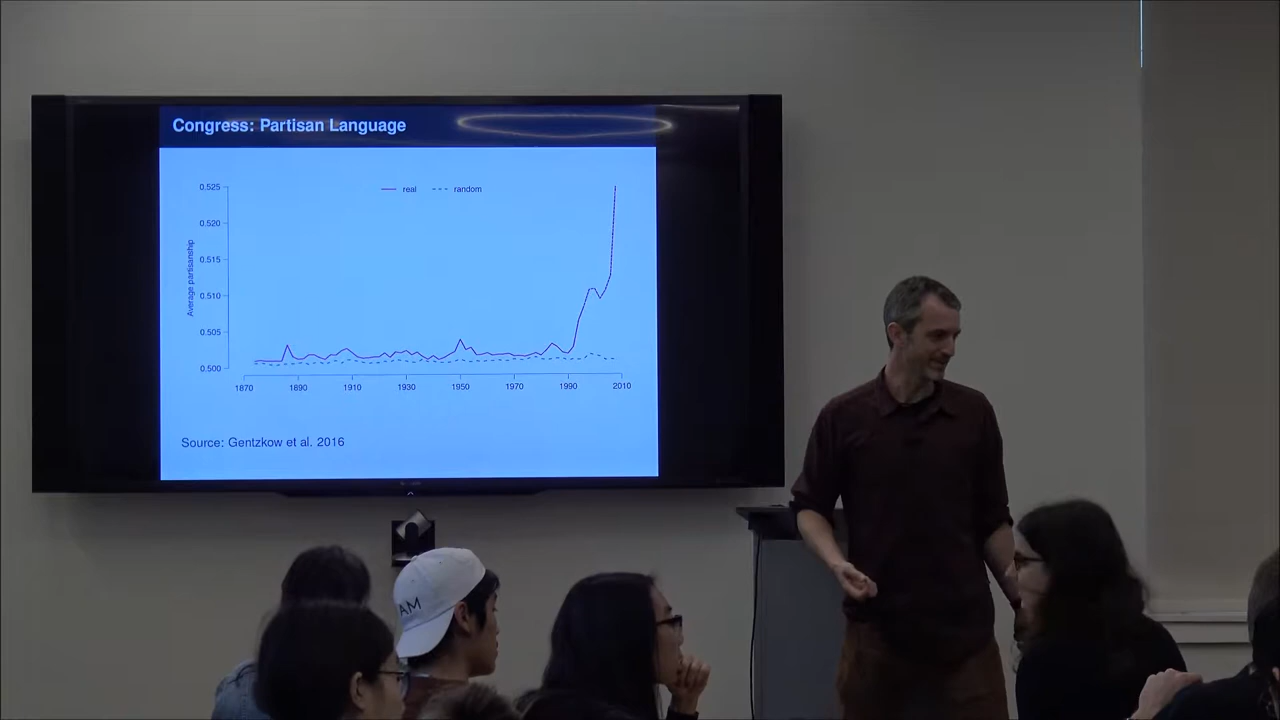 Congress: Partisan Language
real random
0.525
0.520
0.515
0.510
0.505
0.500
Average partisanship
1870 1890 1910 1930 1950 1970 1990 2010
Source: Gentzkow et al. 2016
AM